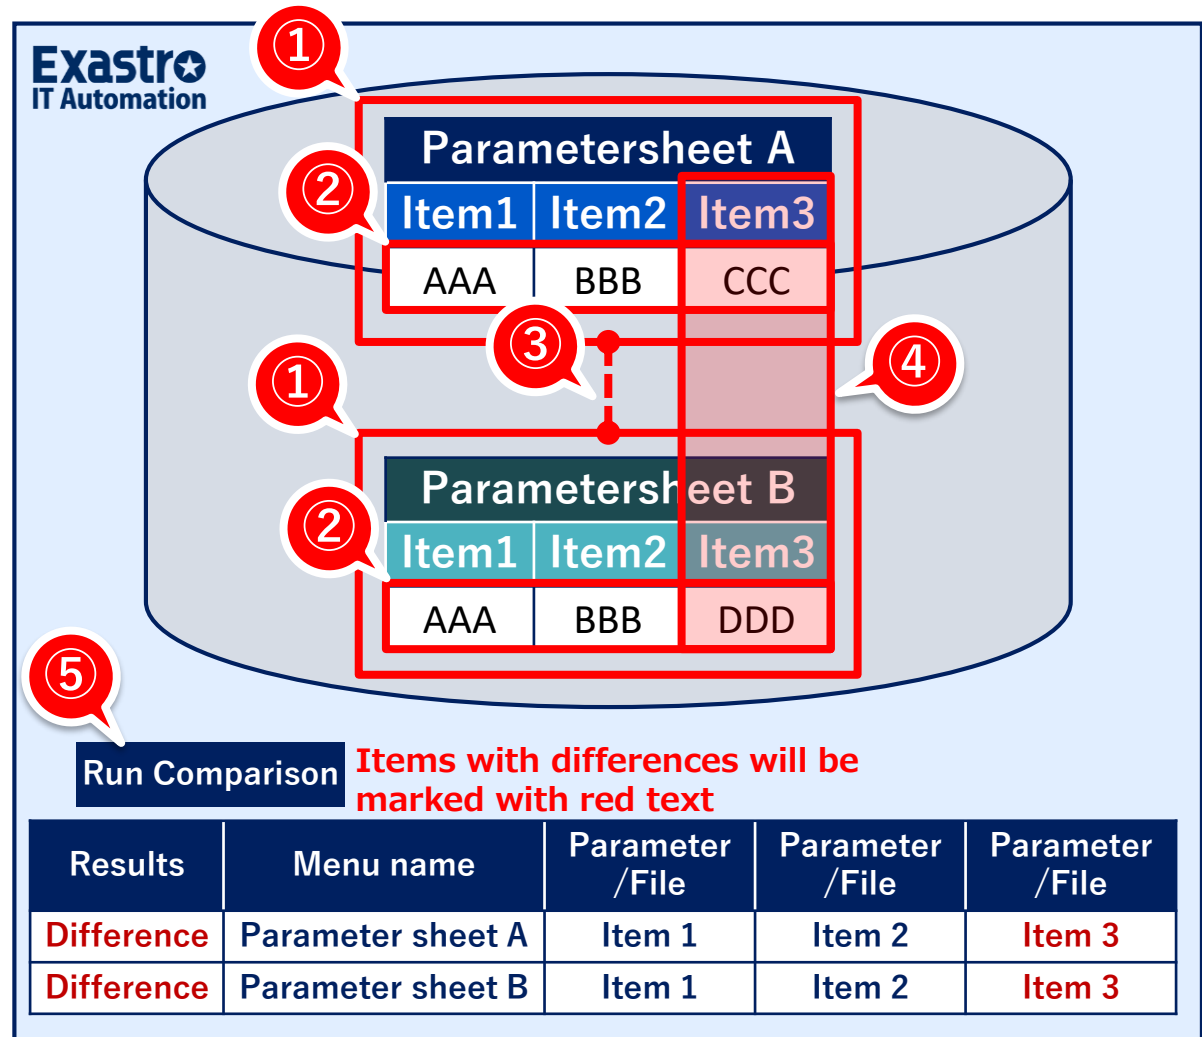 Exastro
IT Automation
①
Parametersheet A
②
Item1 Item2 Item3
AAA BBB CCC
③
④
①
Parametersheet B
②
Item1 Item2 Item3
AAA BBB DDD
⑤
Run Comparison
Items with differences will be
marked with red text
Results Menu name Parameter /File Parameter /File Parameter /File
Difference Parameter sheet A Item 1 Item 2 Item 3
Difference Parameter sheet B Item 1 Item 2 Item 3